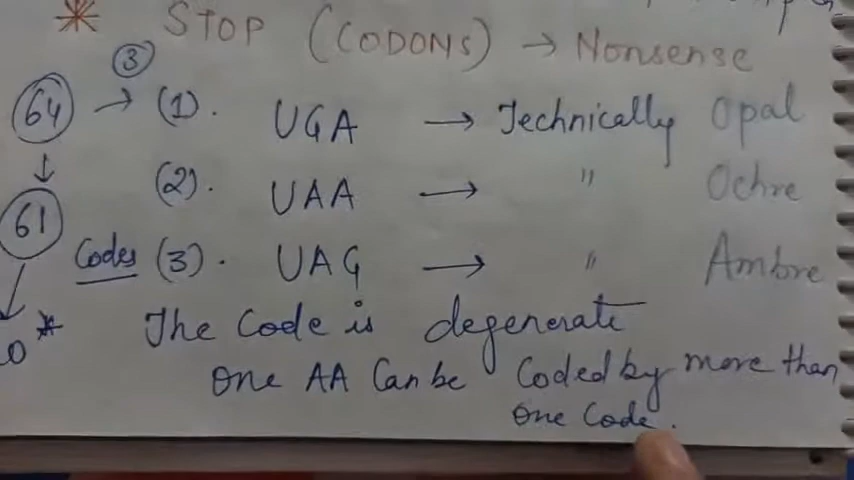 * STOP (CODONS) → Nonsense
③
64 → (1). UGA → Technically Opal
(2). UAA → " Ochre
61 Codes (3). UAG → " Ambre
* The Code is degenerate
One AA Can be Coded by more than
One Code.